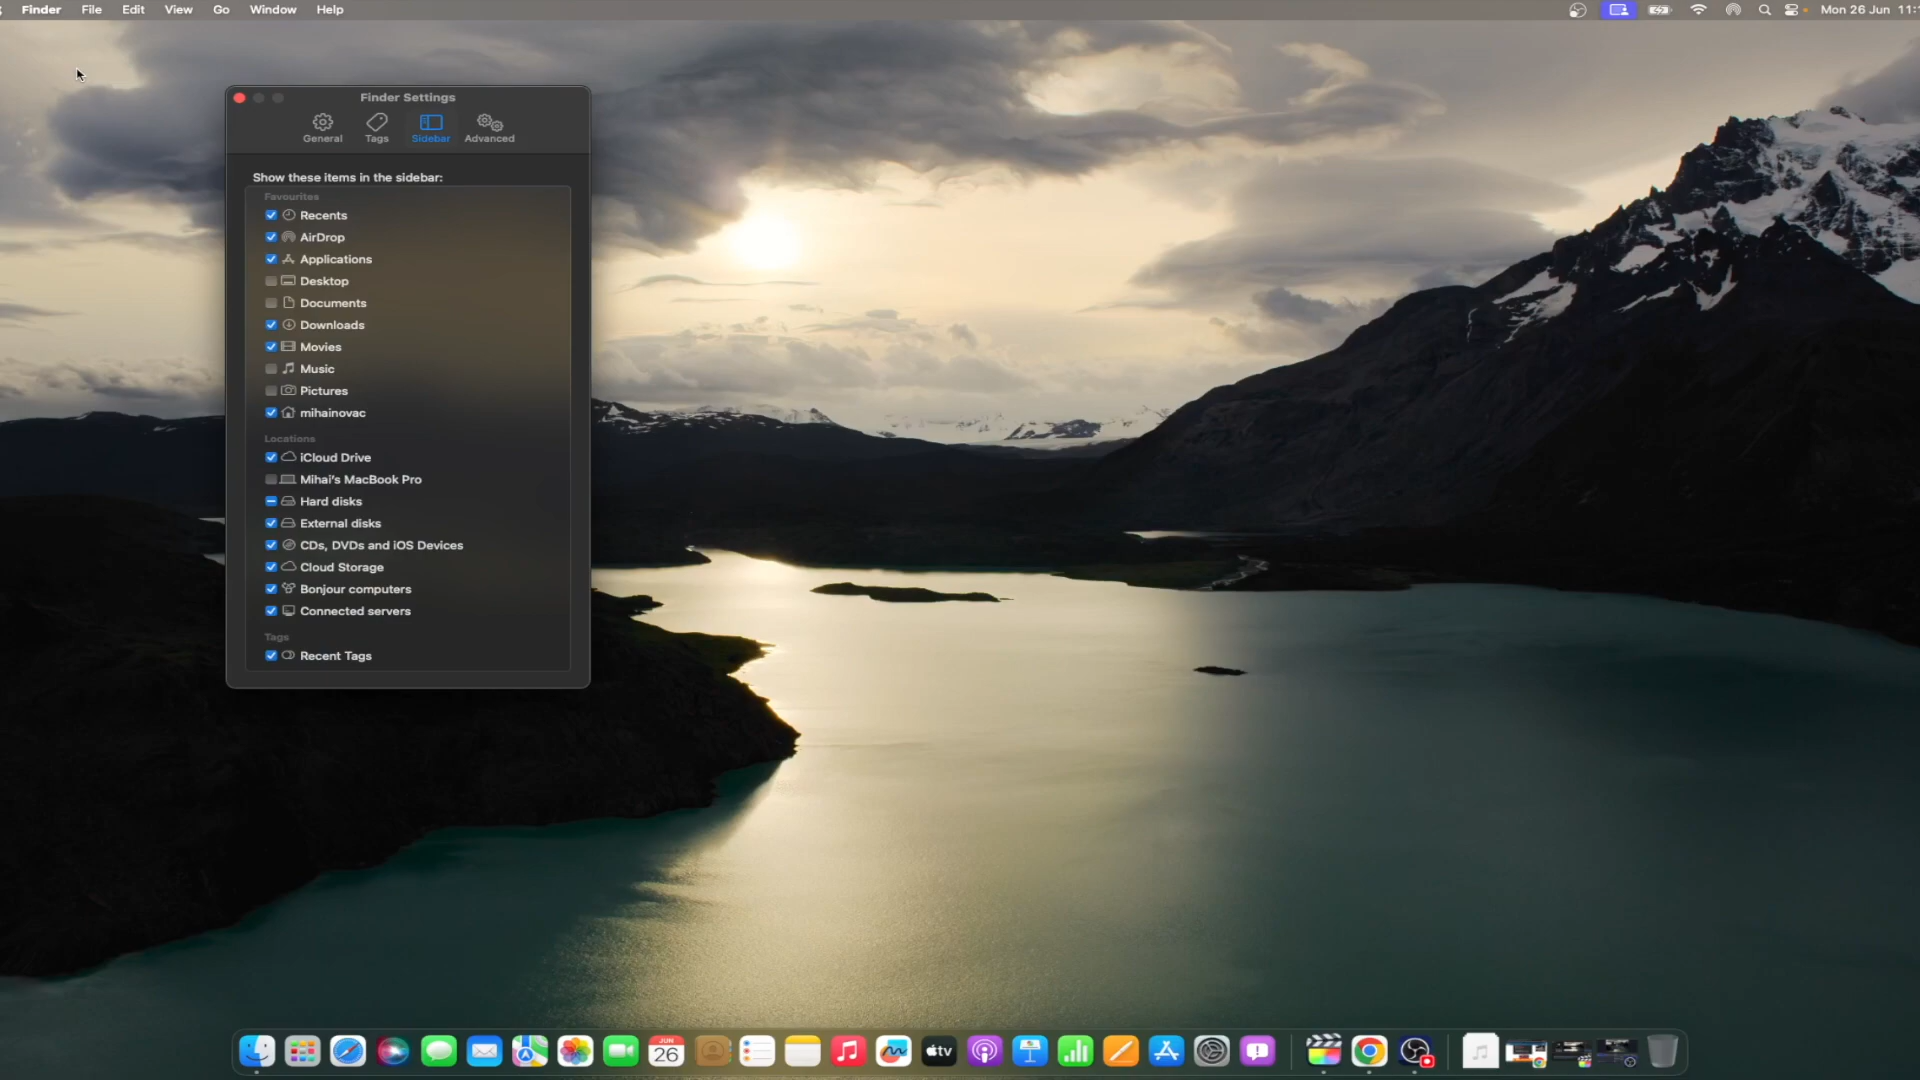 Finder File Edit View Go Window Help Mon 26 Jun
Finder Settings
General Tags Sidebar Advanced
Show these items in the sidebar:
Favourites
Recents
AirDrop
Applications
Desktop
Documents
Downloads
Movies
Music
Pictures
mihainovac
Locations
iCloud Drive
Mihai's MacBook Pro
Hard disks
External disks
CDs, DVDs and iOS Devices
Cloud Storage
Bonjour computers
Connected servers
Tags
Recent Tags
JUN
26
tv